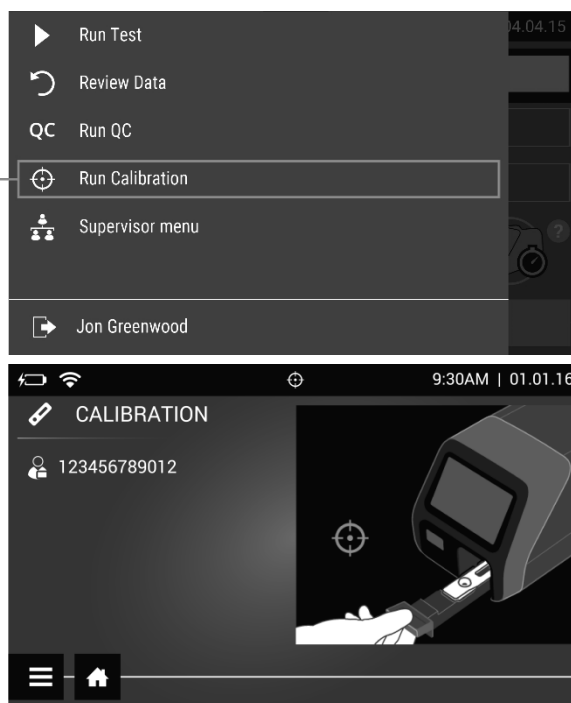 04.04.15
Run Test
Review Data
QC Run QC
Run Calibration
Supervisor menu
?
Jon Greenwood
9:30AM | 01.01.16
CALIBRATION
123456789012